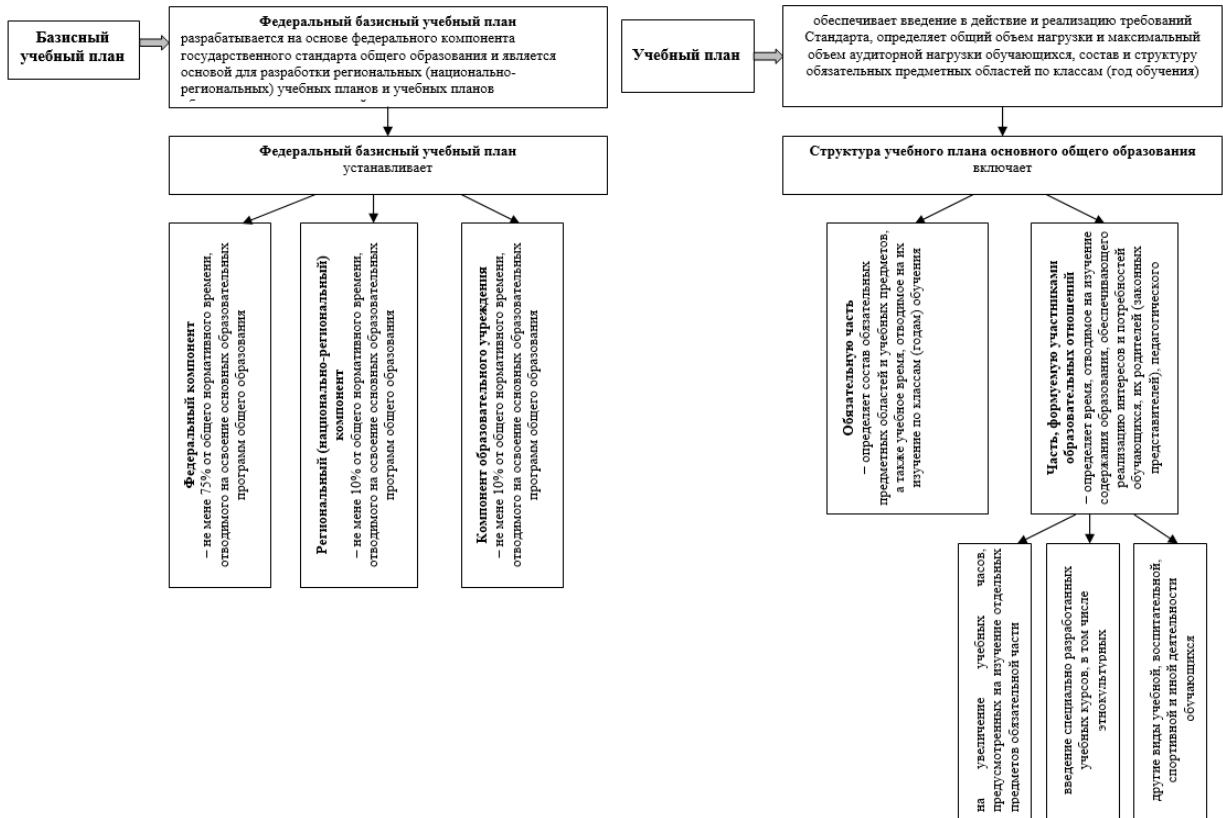 Базисный
учебный план
Федеральный базисный учебный план
разрабатывается на основе федерального компонента
государственного стандарта общего образования и является
основой для разработки региональных (национально-
региональных) учебных планов и учебных планов
Федеральный базисный учебный план
устанавливает
Федеральный компонент
– не мене 75% от общего нормативного времени,
отводимого на освоение основных образовательных
программ общего образования
Региональный (национально-региональный)
компонент
– не мене 10% от общего нормативного времени,
отводимого на освоение основных образовательных
программ общего образования
Компонент образовательного учреждения
– не мене 10% от общего нормативного времени,
отводимого на освоение основных образовательных
программ общего образования
Учебный план
обеспечивает введение в действие и реализацию требований
Стандарта, определяет общий объем нагрузки и максимальный
объем аудиторной нагрузки обучающихся, состав и структуру
обязательных предметных областей по классам (год обучения)
Структура учебного плана основного общего образования
включает
Обязательную часть
– определяет состав обязательных
предметных областей и учебных предметов,
а также учебное время, отводимое на их
изучение по классам (годам) обучения
Часть, формуемую участниками
образовательных отношений
– определяет время, отводимое на изучение
содержания образования, обеспечивающего
реализацию интересов и потребностей
обучающихся, их родителей (законных
представителей), педагогического
на увеличение учебных часов,
предусмотренных на изучение отдельных
предметов обязательной части
введение специально разработанных
учебных курсов, в том числе
этнокультурных
другие виды учебной, воспитательной,
спортивной и иной деятельности
обучающихся